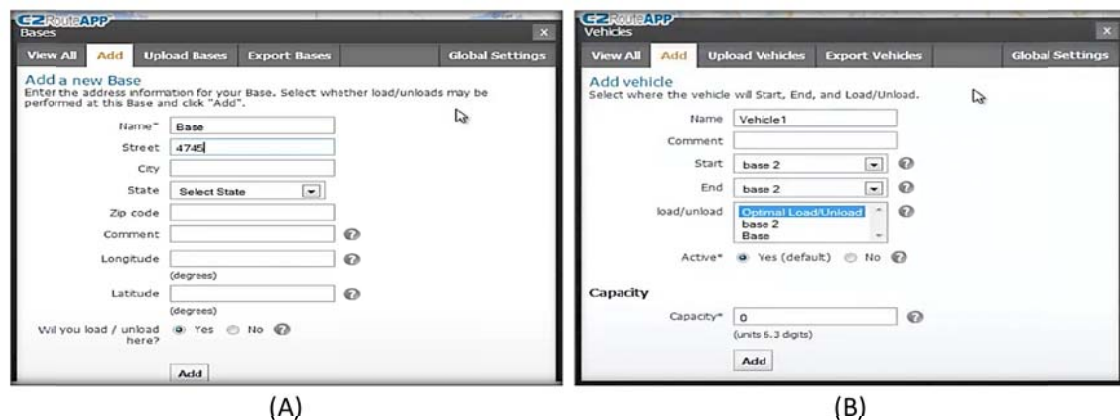 C2RouteAPP
Bases x
View All Add Upload Bases Export Bases Global Settings
Add a new Base
Enter the address information for your Base. Select whether load/unloads may be
performed at this Base and click "Add".
Name* Base
Street 4745
City
State Select State
Zip code
Comment ?
Longitude ?
(degrees)
Latitude ?
(degrees)
Wil you load / unload
here? Yes No ?
Add
(A)
C2RouteAPP
Vehicles x
View All Add Upload Vehicles Export Vehicles Global Settings
Add vehicle
Select where the vehicle will Start, End, and Load/Unload.
Name Vehicle1
Comment
Start base 2 ?
End base 2 ?
load/unload Optimal Load/Unload ?
base 2
Base
Active* Yes (default) No ?
Capacity
Capacity* 0 ?
(units 5.3 digits)
Add
(B)